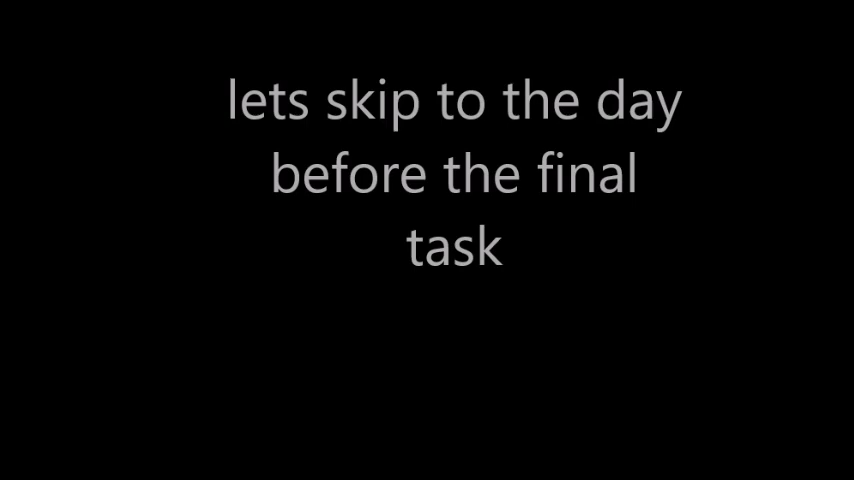 lets skip to the day
before the final
task